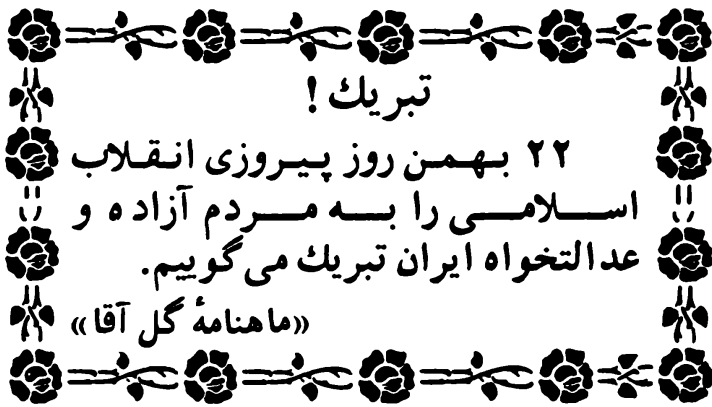 تبریك !
۲۲ بهمن روز پیروزی انقلاب
اسلامی را به مردم آزاده و
عدالتخواه ایران تبریك می‌گوییم.
«ماهنامهٔ گل آقا»